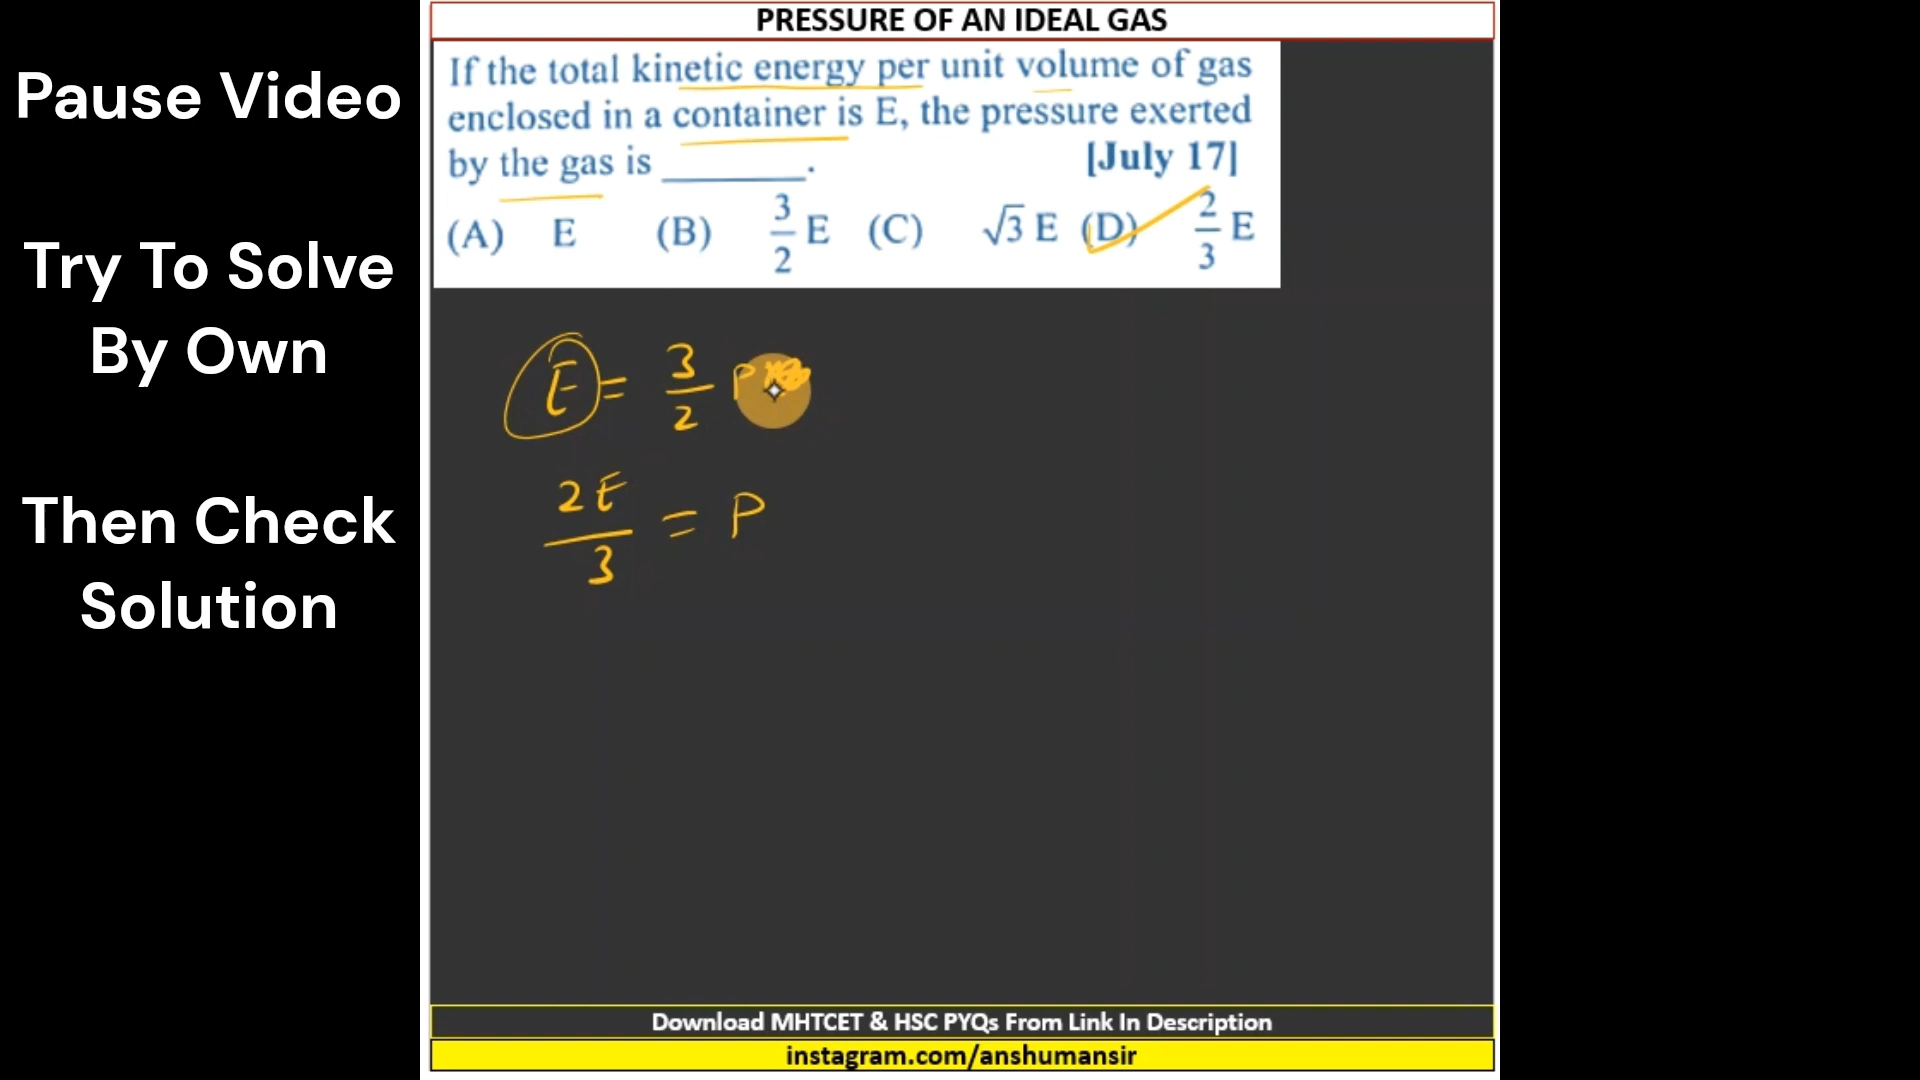 PRESSURE OF AN IDEAL GAS
Pause Video
Try To Solve
By Own
Then Check
Solution
If the total kinetic energy per unit volume of gas
enclosed in a container is E, the pressure exerted
by the gas is ________. [July 17]
(A) E (B) 3/2 E (C) √3 E (D) 2/3 E
E = 3/2 P
2E/3 = P
Download MHTCET & HSC PYQs From Link In Description
instagram.com/anshumansir